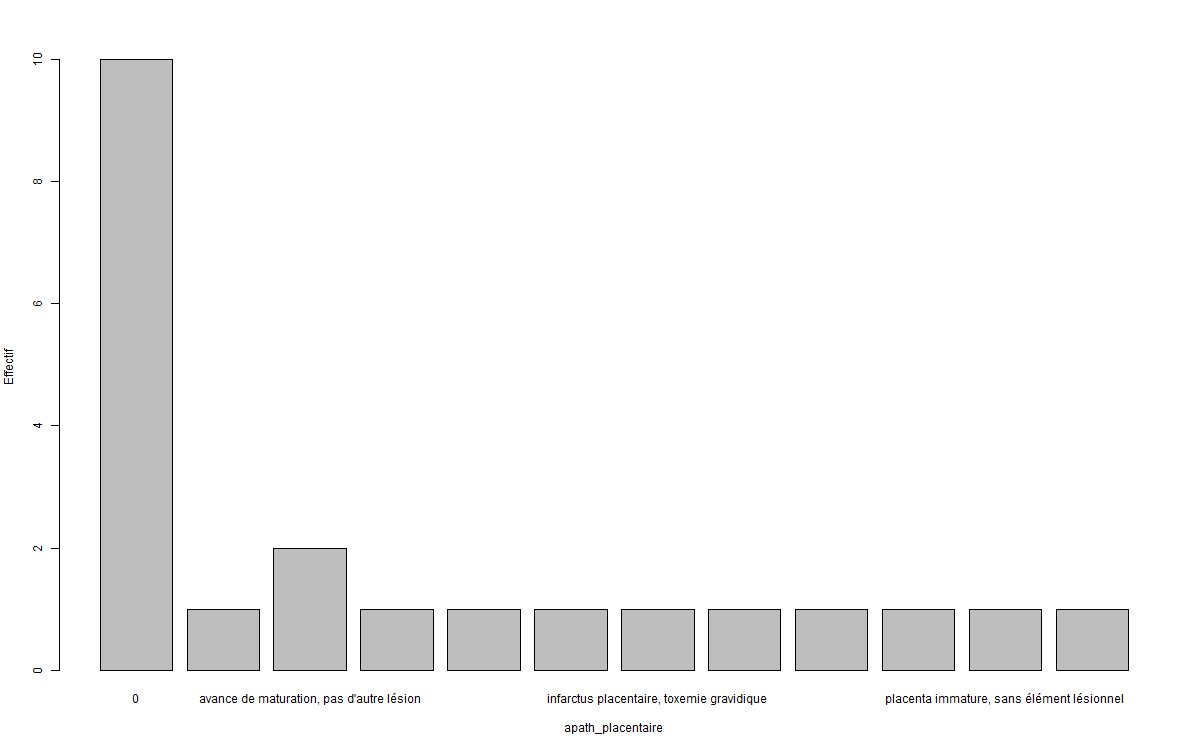 10
8
6
4
2
0
Effectif
0
avance de maturation, pas d'autre lésion
infarctus placentaire, toxemie gravidique
placenta immature, sans élément lésionnel
apath_placentaire